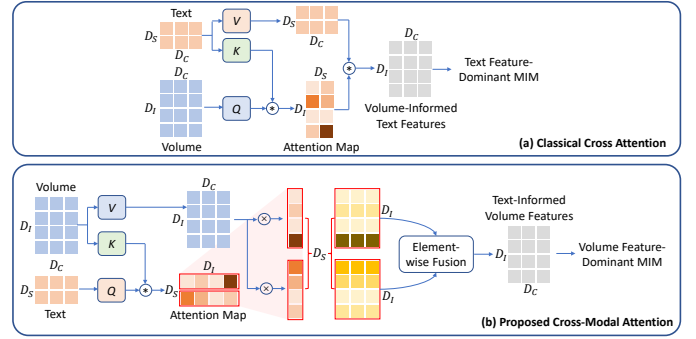 Text
V
D_S
D_S
D_C
D_C
K
D_C
D_C
D_S
D_I
Q
D_I
D_I
Volume
Attention Map
Volume-Informed
Text Features
Text Feature-
Dominant MIM
(a) Classical Cross Attention
Volume
D_C
V
D_I
D_I
K
D_C
D_I
D_S
Q
D_S
Text
Attention Map
D_S
D_I
D_I
Element-
wise Fusion
Text-Informed
Volume Features
D_I
D_C
Volume Feature-
Dominant MIM
(b) Proposed Cross-Modal Attention